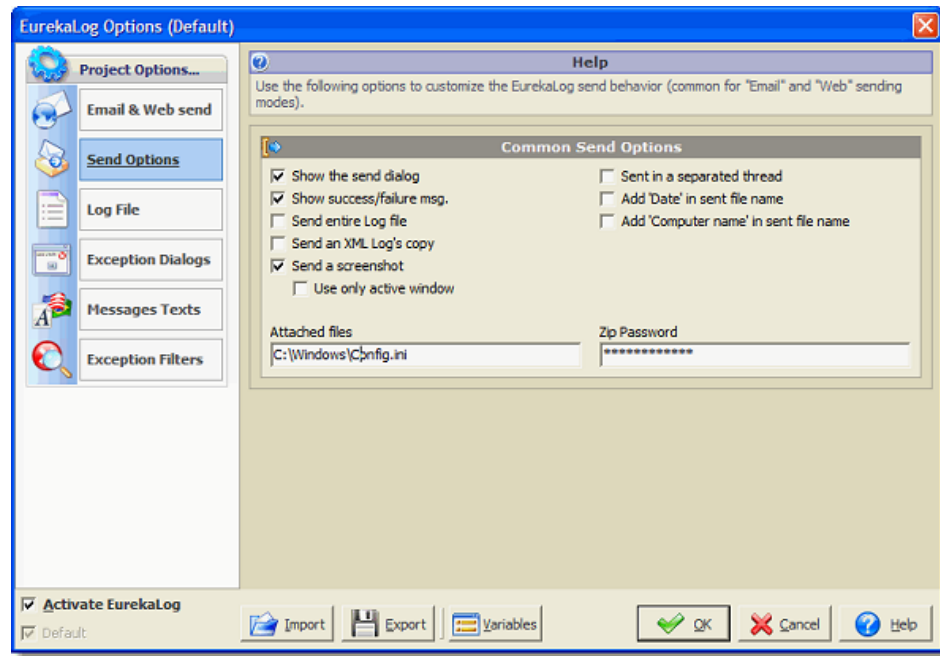 EurekaLog Options (Default)
Project Options...
Email & Web send
Send Options
Log File
Exception Dialogs
Messages Texts
Exception Filters
Help
Use the following options to customize the EurekaLog send behavior (common for "Email" and "Web" sending
modes).
Common Send Options
Show the send dialog
Show success/failure msg.
Send entire Log file
Send an XML Log's copy
Send a screenshot
Use only active window
Sent in a separated thread
Add 'Date' in sent file name
Add 'Computer name' in sent file name
Attached files
C:\Windows\Config.ini
Zip Password
************
Activate EurekaLog
Default
Import
Export
Variables
OK
Cancel
Help